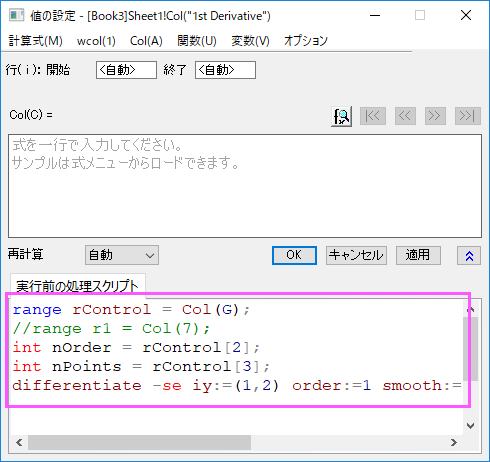 値の設定 - [Book3]Sheet1!Col("1st Derivative")
計算式(M) wcol(1) Col(A) 関数(U) 変数(V) オプション
行(i): 開始 <自動> 終了 <自動>
Col(C) =
式を一行で入力してください。
サンプルは式メニューからロードできます。
再計算 自動 OK キャンセル 適用
実行前の処理スクリプト
range rControl = Col(G);
//range r1 = Col(7);
int nOrder = rControl[2];
int nPoints = rControl[3];
differentiate -se iy:=(1,2) order:=1 smooth:=